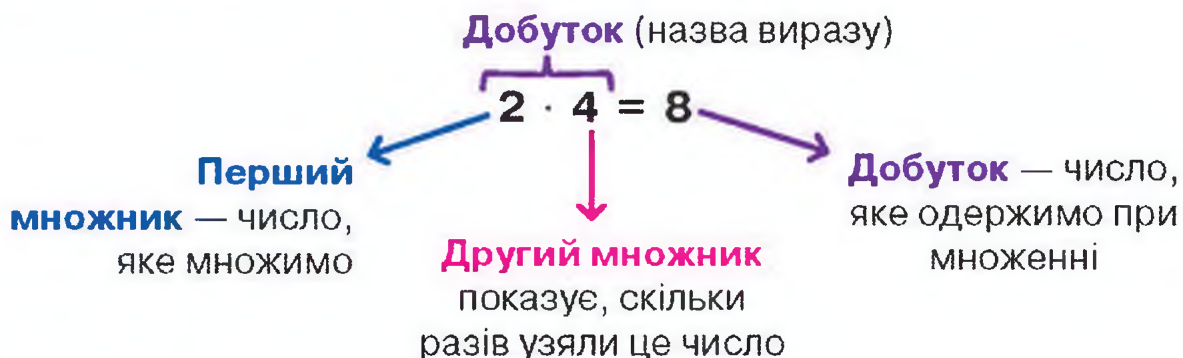 Добуток (назва виразу)
2 · 4 = 8
Перший
множник — число,
яке множимо
Другий множник
показує, скільки
разів узяли це число
Добуток — число,
яке одержимо при
множенні